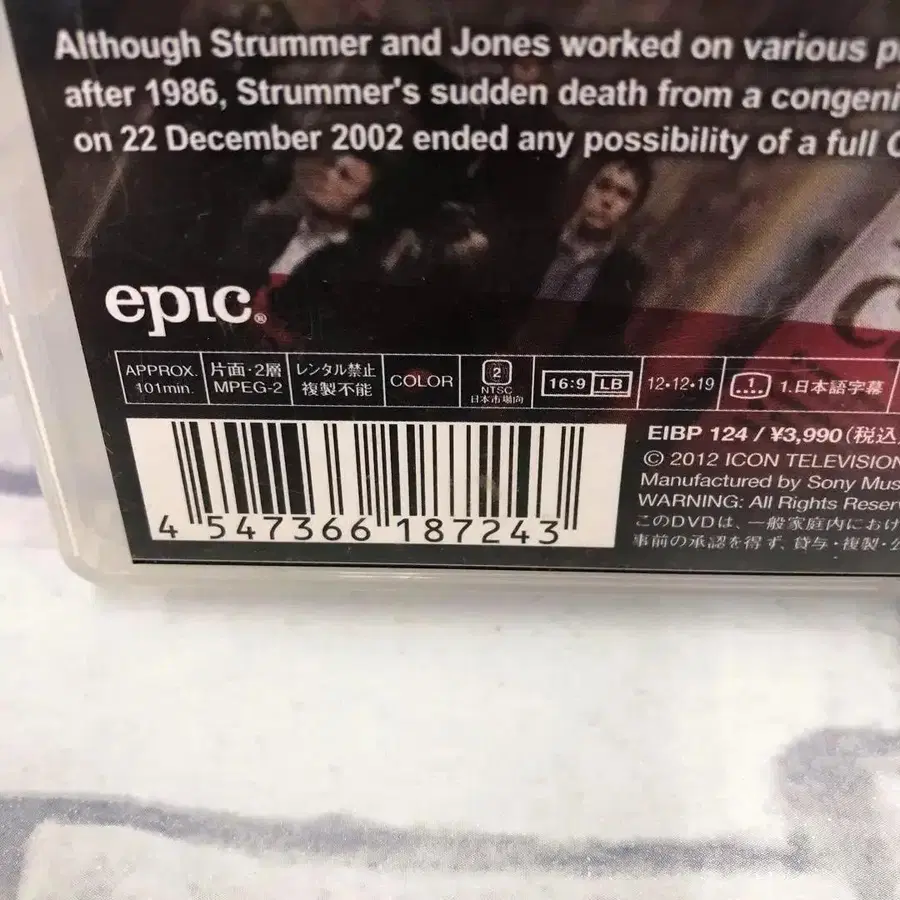 Although Strummer and Jones worked on various
after 1986, Strummer's sudden death from a
on 22 December 2002 ended any possibility of a full
epic®
APPROX.
101min.
片面・2層
MPEG-2
レンタル禁止
複製不能
COLOR
2
NTSC
日本市場向
16:9 LB
12・12・19
1 1.日本語字幕
EIBP 124 / ¥3,990(税込
© 2012 ICON TELEVISION
Manufactured by Sony
WARNING: All Rights
このDVDは、一般家庭内におけ
事前の承認を得ず、貸与・複製・
4 547366 187243